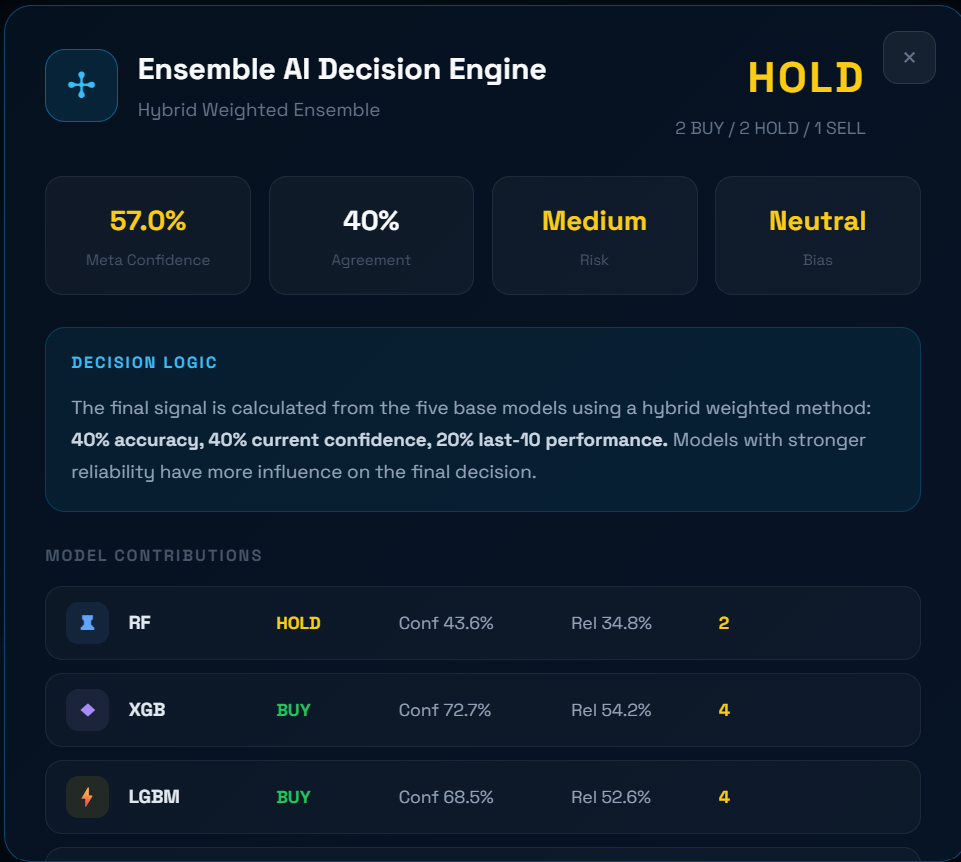 Ensemble AI Decision Engine
Hybrid Weighted Ensemble
HOLD
2 BUY / 2 HOLD / 1 SELL
×
57.0%
Meta Confidence
40%
Agreement
Medium
Risk
Neutral
Bias
DECISION LOGIC
The final signal is calculated from the five base models using a hybrid weighted method:
40% accuracy, 40% current confidence, 20% last-10 performance. Models with stronger
reliability have more influence on the final decision.
MODEL CONTRIBUTIONS
RF HOLD Conf 43.6% Rel 34.8% 2
XGB BUY Conf 72.7% Rel 54.2% 4
LGBM BUY Conf 68.5% Rel 52.6% 4